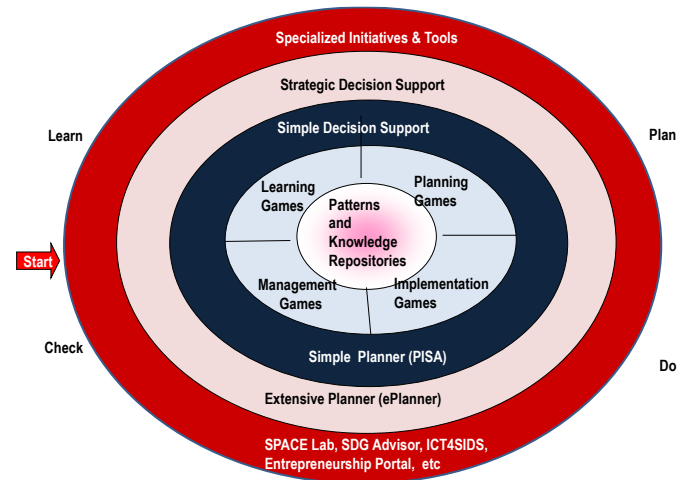 Specialized Initiatives & Tools
Strategic Decision Support
Simple Decision Support
Learn
Plan
Learning
Games
Planning
Games
Patterns
and
Knowledge
Repositories
Start
Management
Games
Implementation
Games
Check
Do
Simple Planner (PISA)
Extensive Planner (ePlanner)
SPACE Lab, SDG Advisor, ICT4SIDS,
Entrepreneurship Portal, etc